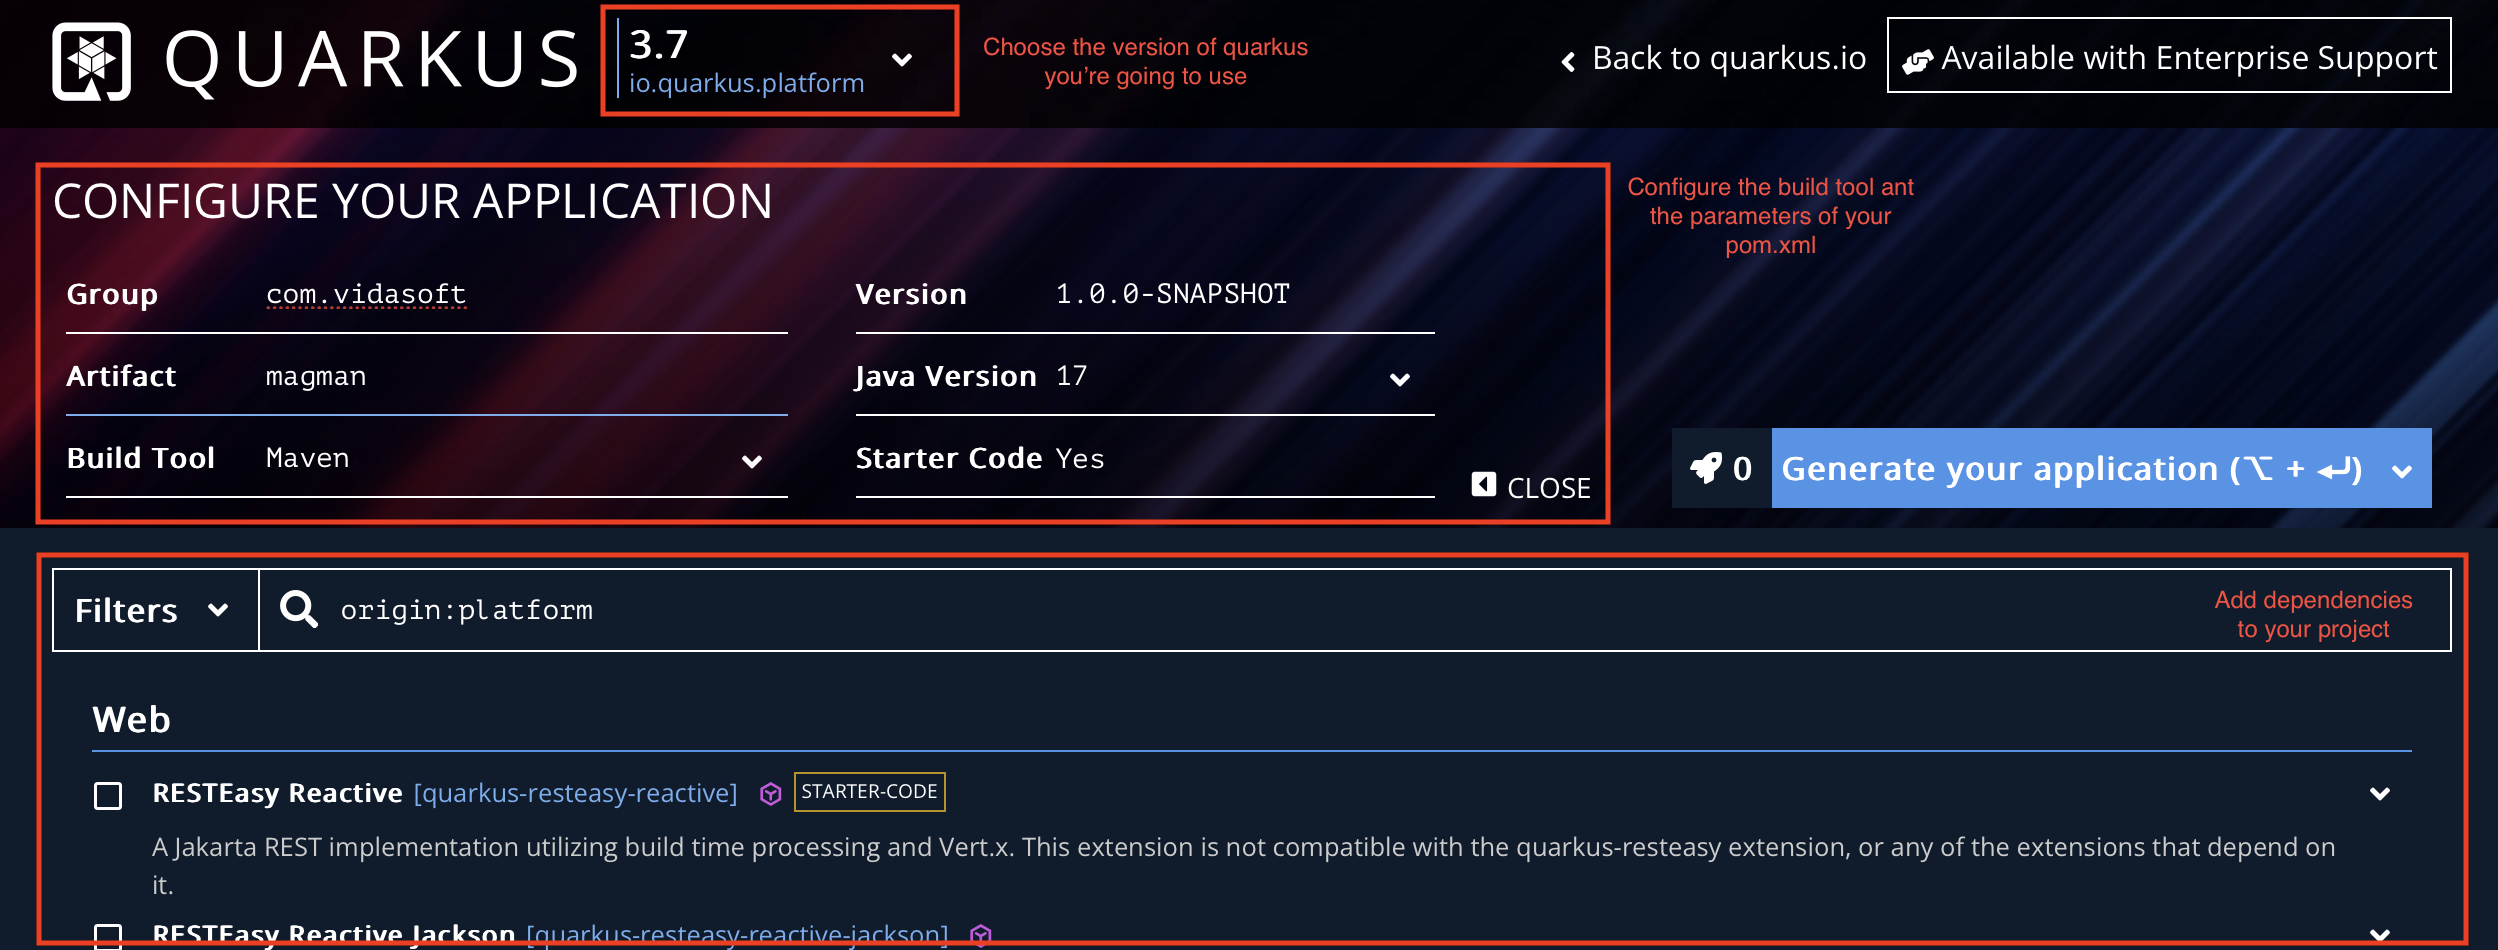 QUARKUS
3.7
io.quarkus.platform
Choose the version of quarkus
you're going to use
Back to quarkus.io
Available with Enterprise Support
CONFIGURE YOUR APPLICATION
Configure the build tool ant
the parameters of your
pom.xml
Group com.vidasoft
Version 1.0.0-SNAPSHOT
Artifact magman
Java Version 17
Build Tool Maven
Starter Code Yes
CLOSE
0 Generate your application (⌥ + ↵)
Filters origin:platform
Add dependencies
to your project
Web
RESTEasy Reactive [quarkus-resteasy-reactive] STARTER-CODE
A Jakarta REST implementation utilizing build time processing and Vert.x. This extension is not compatible with the quarkus-resteasy extension, or any of the extensions that depend on
it.
RESTEasy Reactive Jackson [quarkus-resteasy-reactive-jackson]